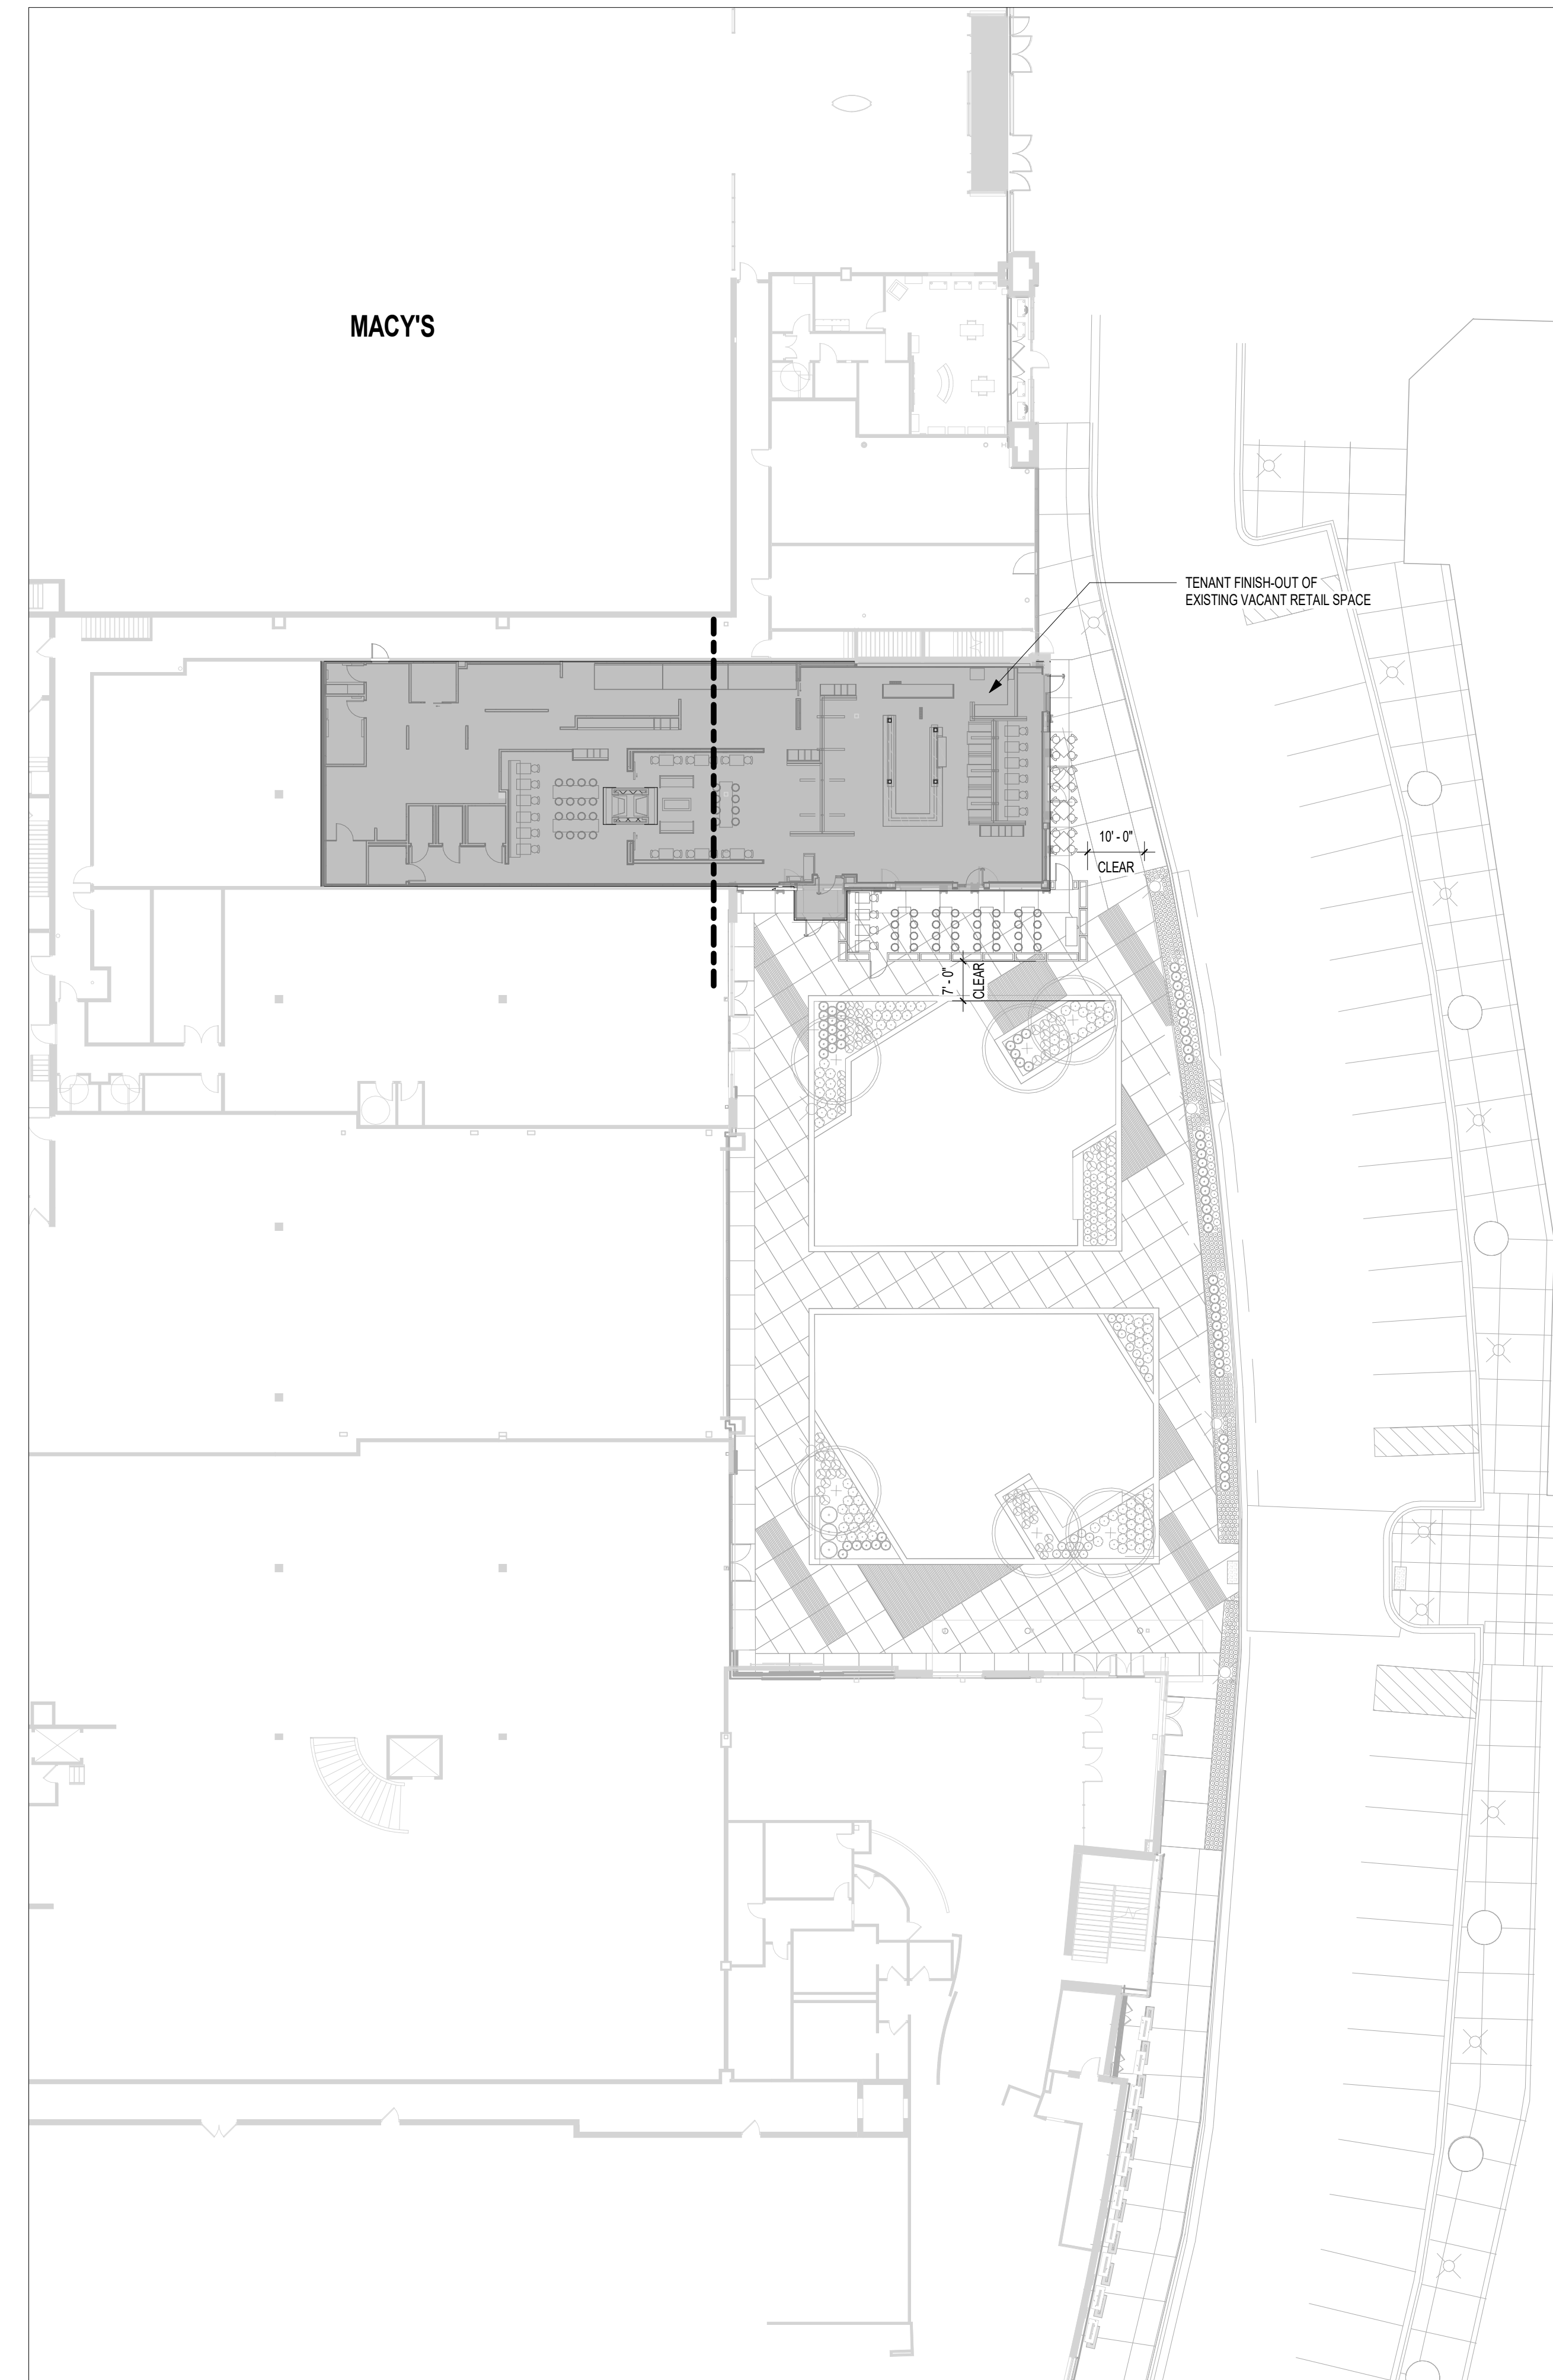 MACY'S
TENANT FINISH-OUT OF
EXISTING VACANT RETAIL SPACE
10' - 0"
CLEAR
7' - 0"
CLEAR